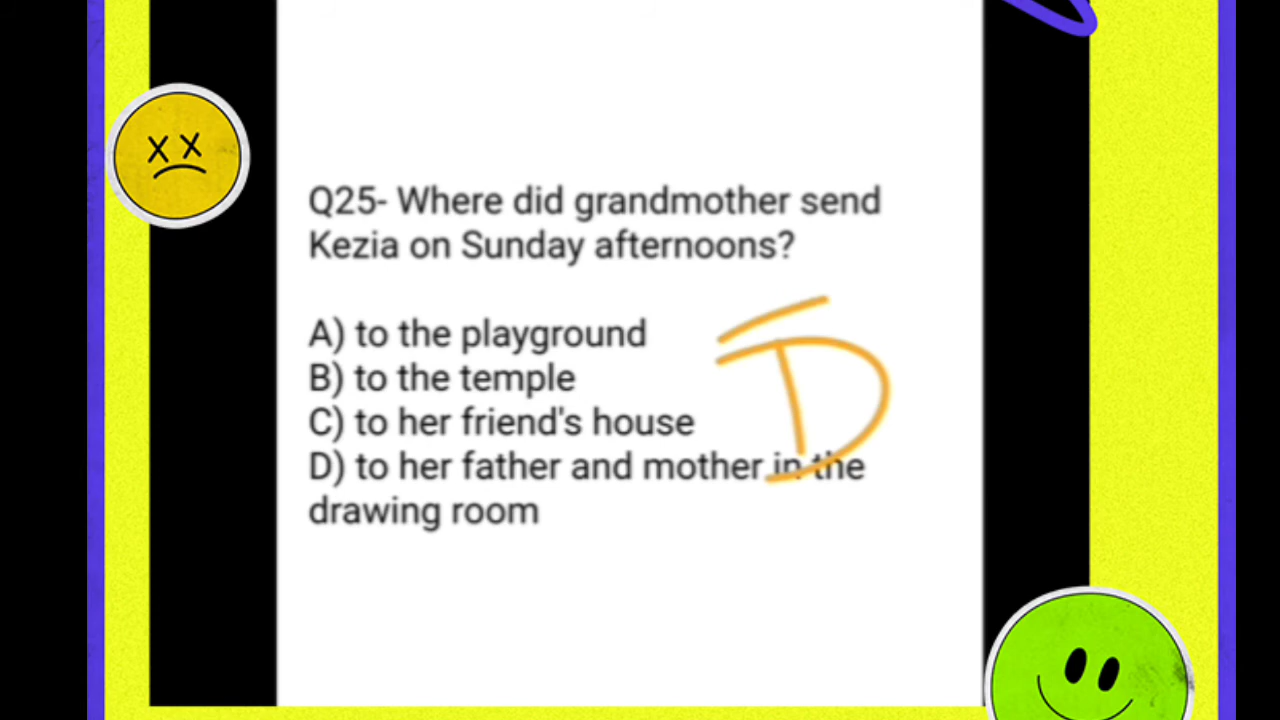 Q25- Where did grandmother send
Kezia on Sunday afternoons?
A) to the playground
B) to the temple
C) to her friend's house
D) to her father and mother in the
drawing room
D